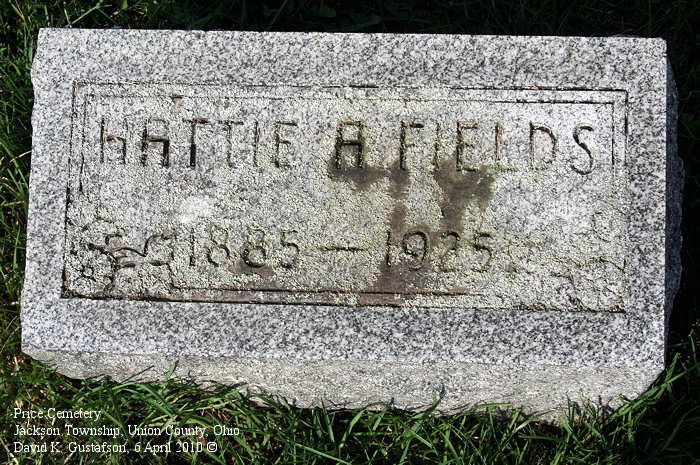 HATTIE A FIELDS
1885 — 1925
Price Cemetery
Jackson Township, Union County, Ohio
David K. Gustafson, 6 April 2010 ©